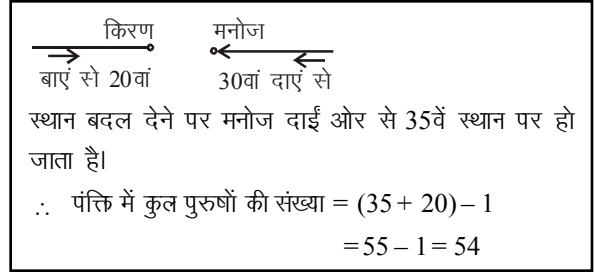 किरण मनोज
बाएं से 20वां 30वां दाएं से
स्थान बदल देने पर मनोज दाईं ओर से 35वें स्थान पर हो
जाता है।
∴ पंक्ति में कुल पुरुषों की संख्या = (35 + 20) – 1
= 55 – 1 = 54